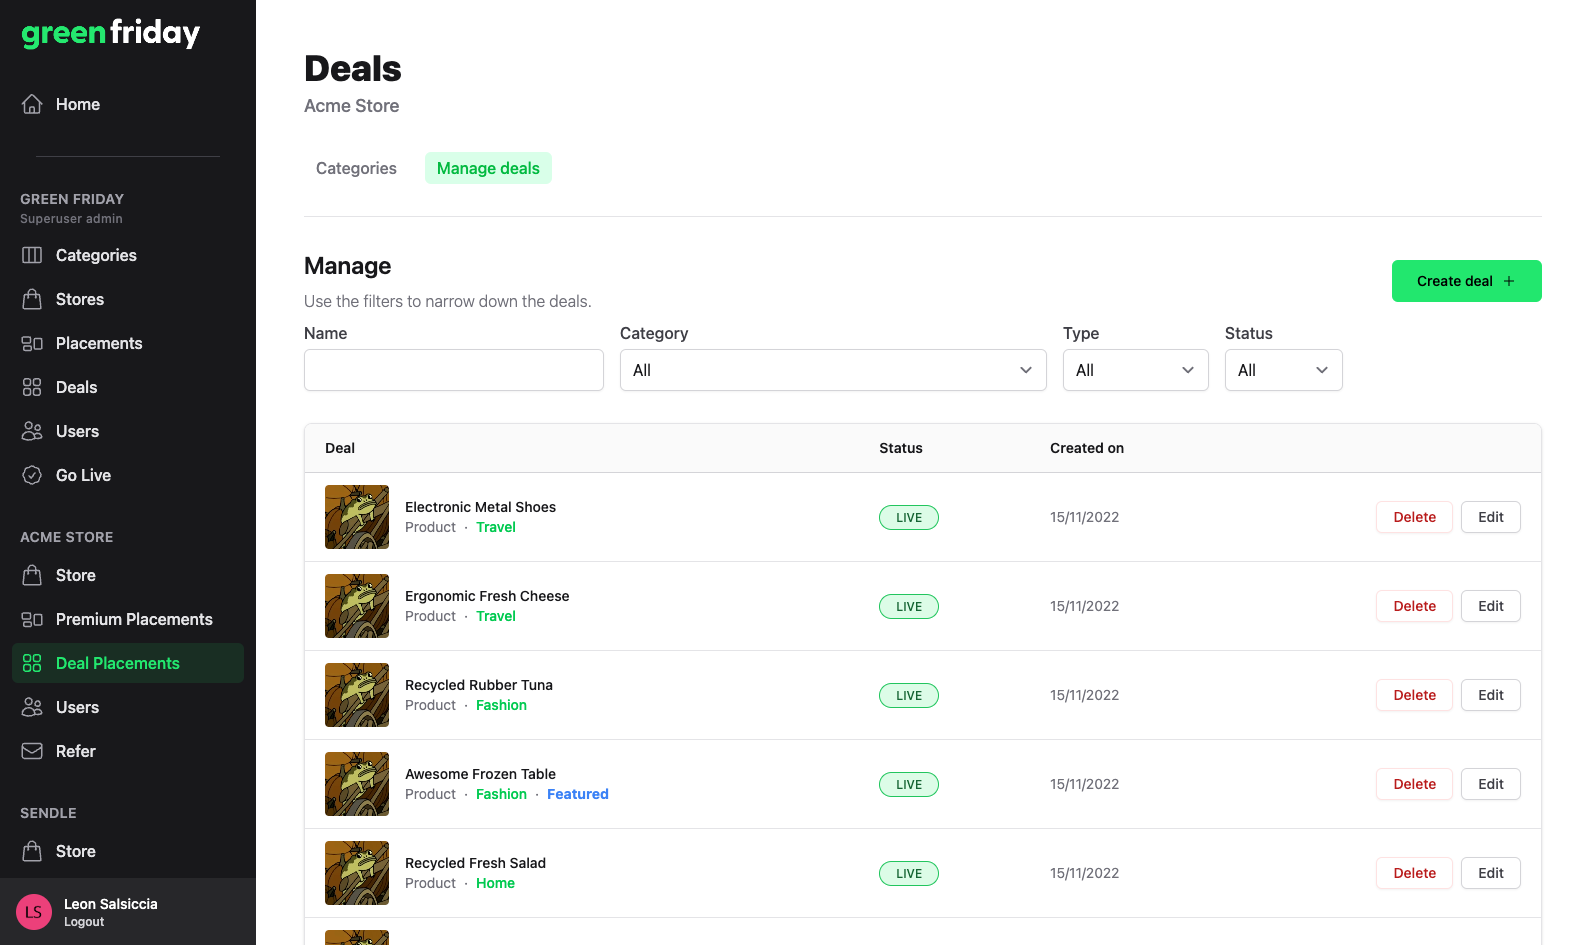 greenfriday
Home
GREEN FRIDAY
Superuser admin
Categories
Stores
Placements
Deals
Users
Go Live
ACME STORE
Store
Premium Placements
Deal Placements
Users
Refer
SENDLE
Store
LS
Leon Salsiccia
Logout
Deals
Acme Store
Categories
Manage deals
Manage
Use the filters to narrow down the deals.
Create deal +
Name
Category
Type
Status
All
All
All
Deal
Status
Created on
Electronic Metal Shoes
Product · Travel
LIVE
15/11/2022
Delete
Edit
Ergonomic Fresh Cheese
Product · Travel
LIVE
15/11/2022
Delete
Edit
Recycled Rubber Tuna
Product · Fashion
LIVE
15/11/2022
Delete
Edit
Awesome Frozen Table
Product · Fashion · Featured
LIVE
15/11/2022
Delete
Edit
Recycled Fresh Salad
Product · Home
LIVE
15/11/2022
Delete
Edit